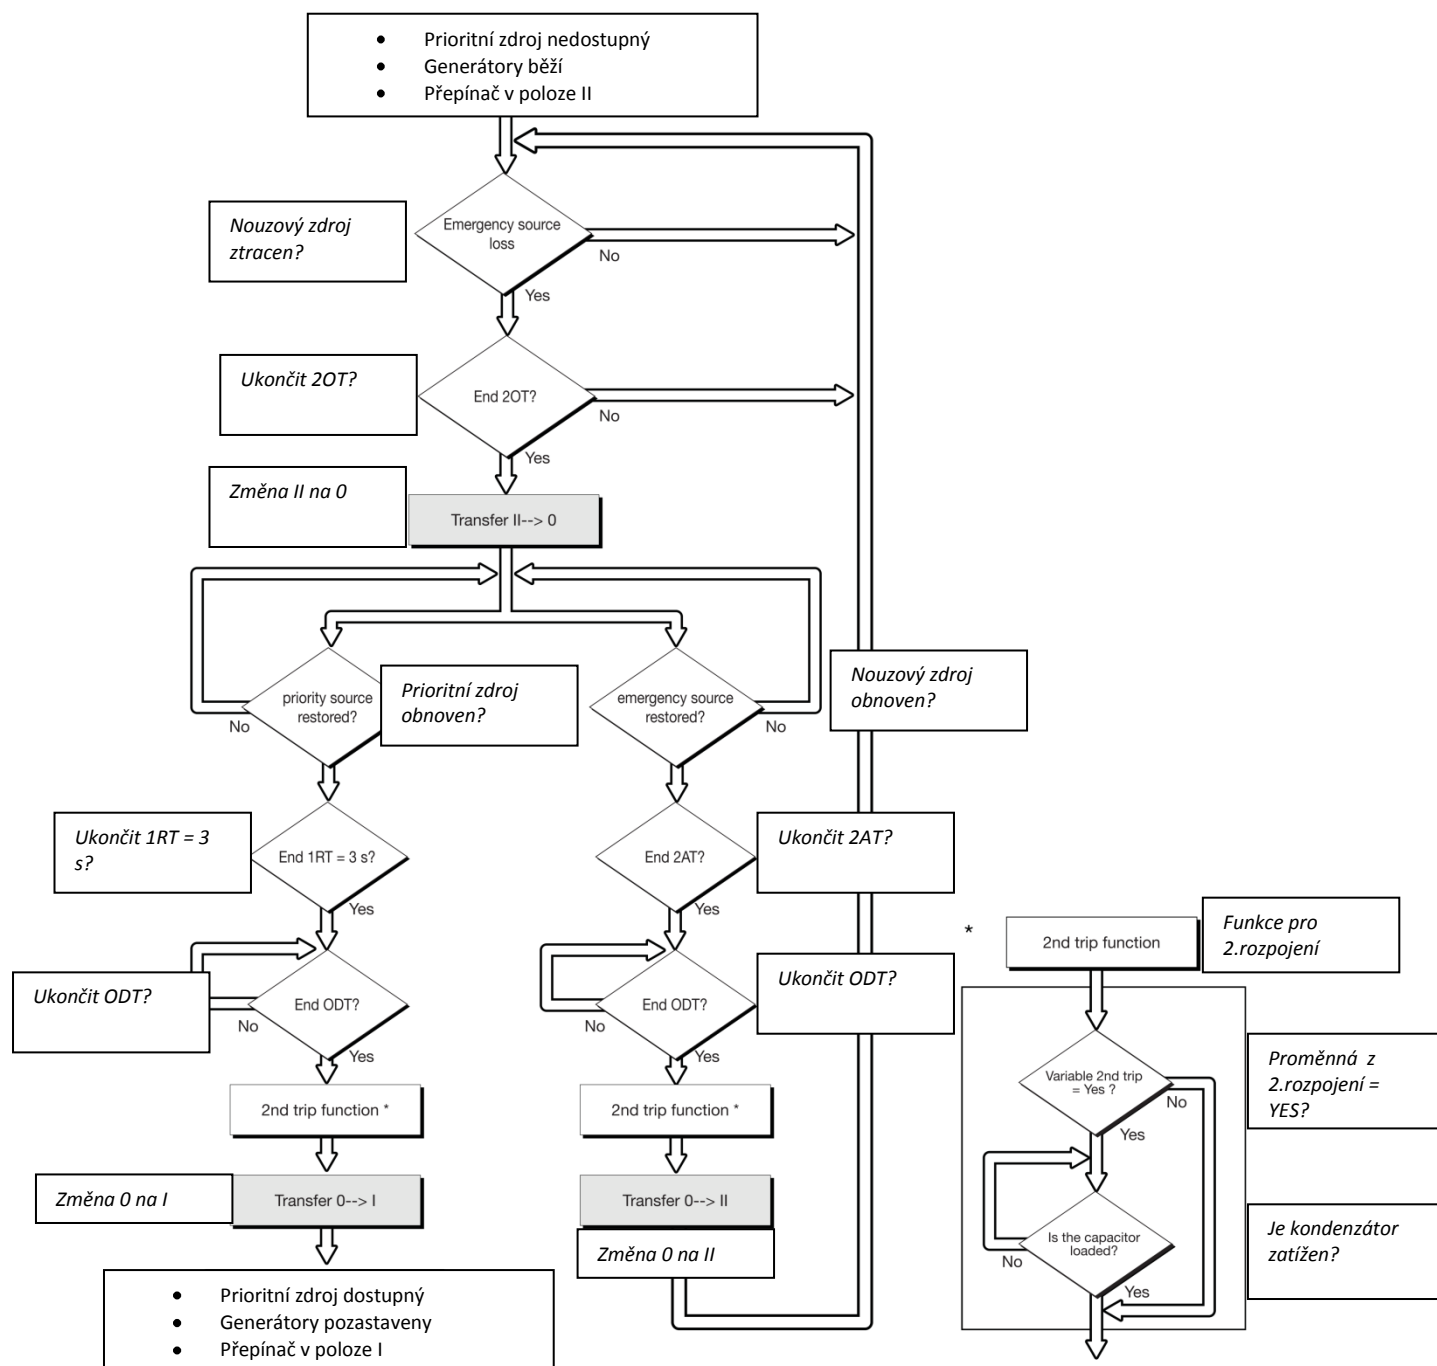 • Prioritní zdroj nedostupný
• Generátory běží
• Přepínač v poloze II
Nouzový zdroj
ztracen?
Emergency source
loss
No
Yes
Ukončit 2OT?
End 2OT?
No
Yes
Změna II na 0
Transfer II--> 0
priority source
restored?
No
Prioritní zdroj
obnoven?
emergency source
restored?
No
Nouzový zdroj
obnoven?
Ukončit 1RT = 3
s?
End 1RT = 3 s?
Yes
End 2AT?
Yes
Ukončit 2AT?
Ukončit ODT?
End ODT?
No
Yes
End ODT?
No
Yes
Ukončit ODT?
2nd trip function *
2nd trip function *
Změna 0 na I
Transfer 0--> I
Transfer 0--> II
Změna 0 na II
• Prioritní zdroj dostupný
• Generátory pozastaveny
• Přepínač v poloze I
*
2nd trip function
Funkce pro
2.rozpojení
Variable 2nd trip
= Yes ?
No
Yes
Proměnná z
2.rozpojení =
YES?
Is the capacitor
loaded?
No
Yes
Je kondenzátor
zatížen?